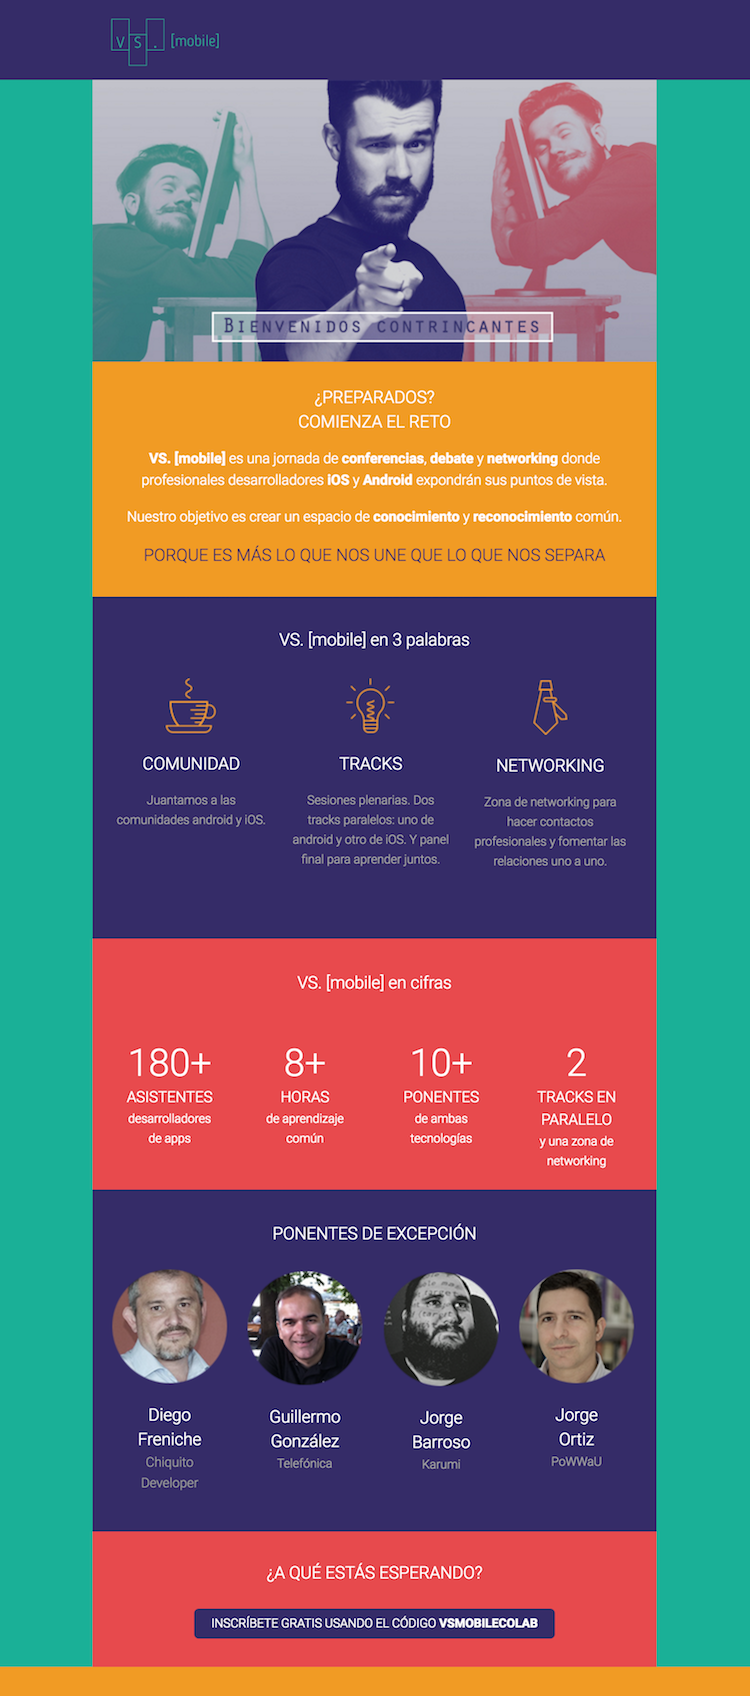 VS. [mobile]
BIENVENIDOS CONTRINCANTES
¿PREPARADOS?
COMIENZA EL RETO
VS. [mobile] es una jornada de conferencias, debate y networking donde
profesionales desarrolladores iOS y Android expondrán sus puntos de vista.
Nuestro objetivo es crear un espacio de conocimiento y reconocimiento común.
PORQUE ES MÁS LO QUE NOS UNE QUE LO QUE NOS SEPARA
VS. [mobile] en 3 palabras
COMUNIDAD
Juantamos a las
comunidades android y iOS.
TRACKS
Sesiones plenarias. Dos
tracks paralelos: uno de
android y otro de iOS. Y panel
final para aprender juntos.
NETWORKING
Zona de networking para
hacer contactos
profesionales y fomentar las
relaciones uno a uno.
VS. [mobile] en cifras
180+
ASISTENTES
desarrolladores
de apps
8+
HORAS
de aprendizaje
común
10+
PONENTES
de ambas
tecnologías
2
TRACKS EN
PARALELO
y una zona de
networking
PONENTES DE EXCEPCIÓN
Diego
Freniche
Chiquito
Developer
Guillermo
González
Telefónica
Jorge
Barroso
Karumi
Jorge
Ortiz
PoWWaU
¿A QUÉ ESTÁS ESPERANDO?
INSCRÍBETE GRATIS USANDO EL CÓDIGO VSMOBILECOLAB